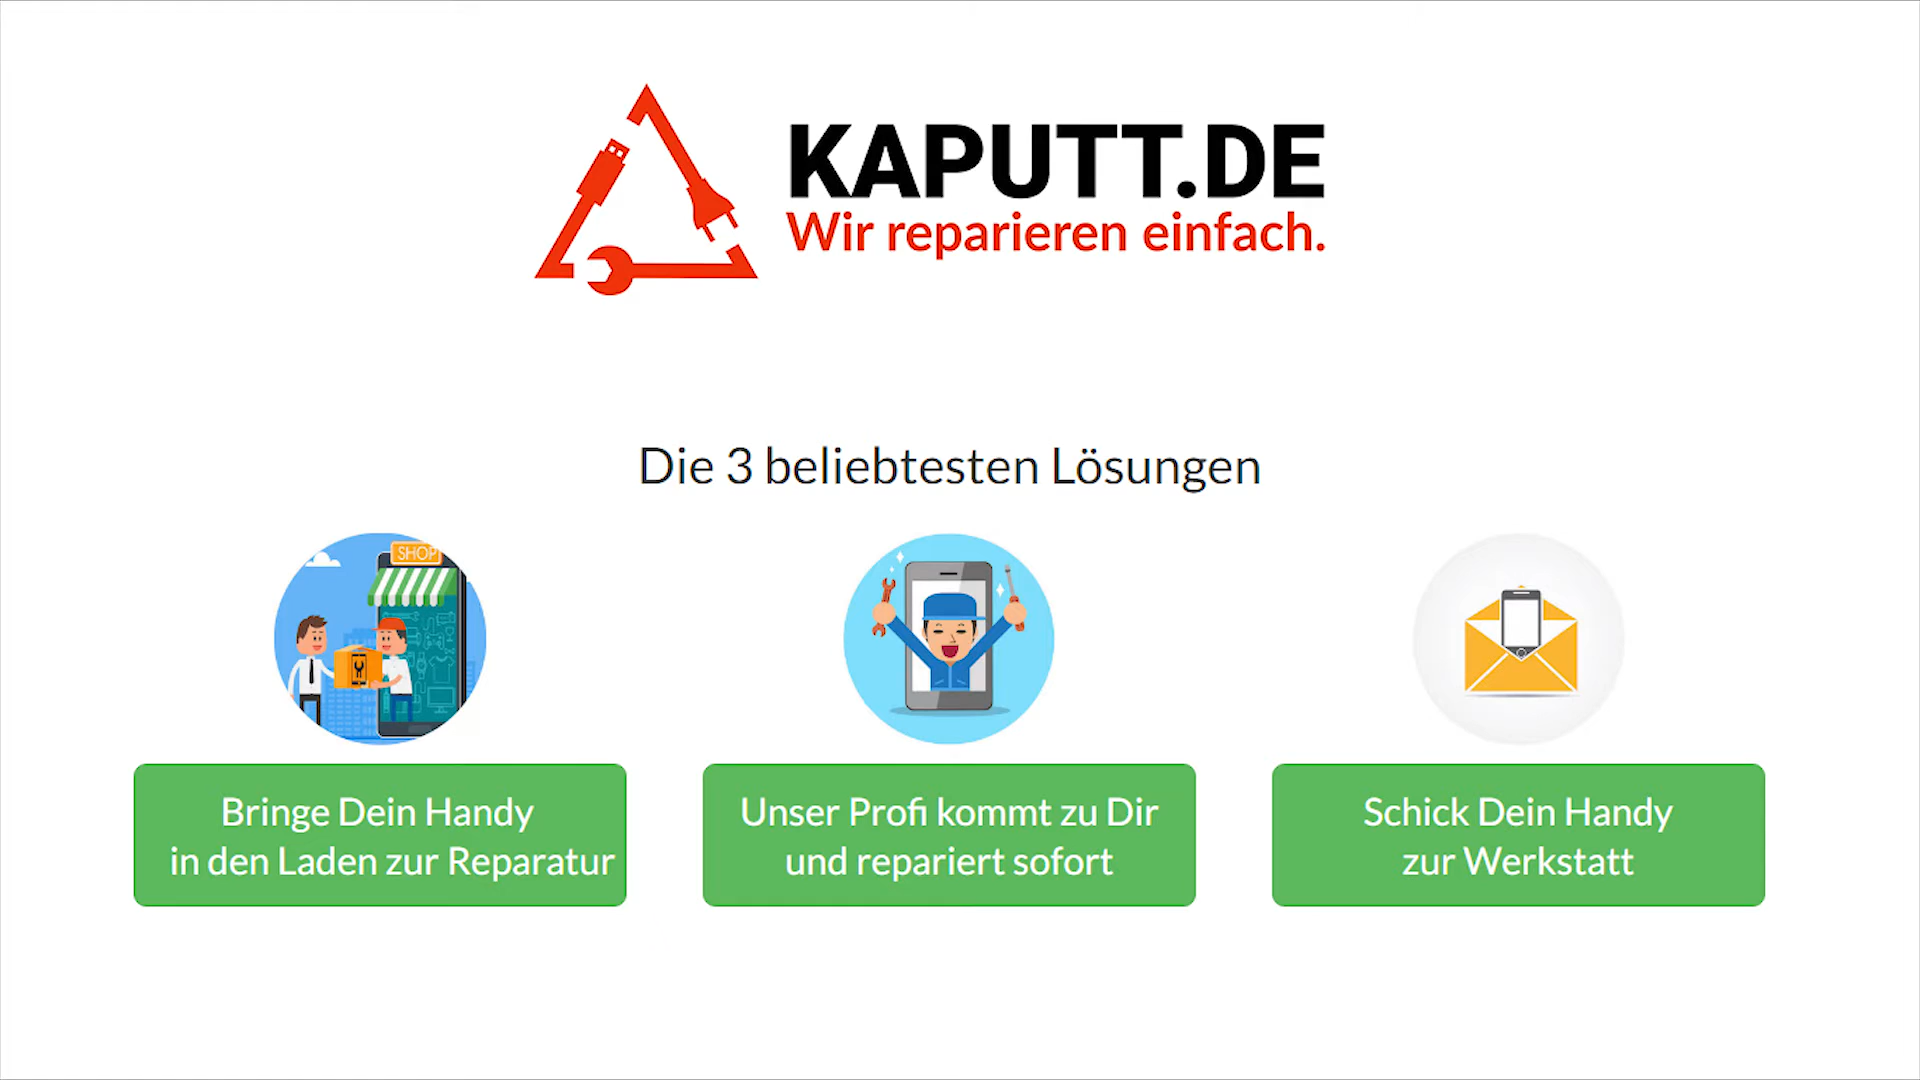 KAPUTT.DE
Wir reparieren einfach.
Die 3 beliebtesten Lösungen
SHOP
Bringe Dein Handy
in den Laden zur Reparatur
Unser Profi kommt zu Dir
und repariert sofort
Schick Dein Handy
zur Werkstatt